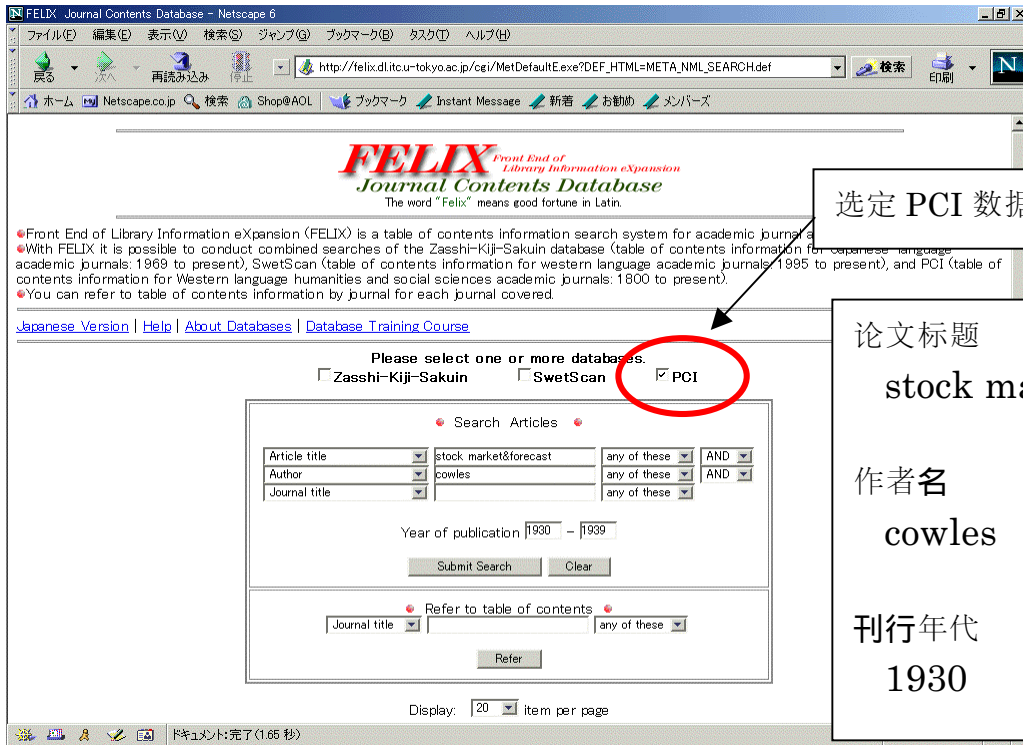 FELIX Journal Contents Database - Netscape 6
ファイル(F) 編集(E) 表示(V) 検索(S) ジャンプ(G) ブックマーク(B) タスク(T) ヘルプ(H)
戻る 次へ 再読み込み 停止 http://felix.dl.itc.u-tokyo.ac.jp/cgi/MetDefaultE.exe?DEF_HTML=META_NML_SEARCH.def 検索 印刷 N
ホーム Netscape.co.jp 検索 Shop@AOL ブックマーク Instant Message 新着 お勧め メンバーズ
FELIX Front End of Library Information eXpansion
Journal Contents Database
The word "Felix" means good fortune in Latin.
选定 PCI 数据
Front End of Library Information eXpansion (FELIX) is a table of contents information search system for academic journal a
With FELIX it is possible to conduct combined searches of the Zasshi-Kiji-Sakuin database (table of contents information for Japanese language
academic journals: 1969 to present), SwetScan (table of contents information for western language academic journals: 1995 to present), and PCI (table of
contents information for Western language humanities and social sciences academic journals: 1800 to present).
You can refer to table of contents information by journal for each journal covered.
Japanese Version | Help | About Databases | Database Training Course
Please select one or more databases.
Zasshi-Kiji-Sakuin SwetScan PCI
Search Articles
Article title stock market&forecast any of these AND
Author cowles any of these AND
Journal title any of these
Year of publication 1930 - 1939
Submit Search Clear
Refer to table of contents
Journal title any of these
Refer
Display: 20 item per page
论文标题
stock ma
作者名
cowles
刊行年代
1930
ドキュメント:完了(1.65 秒)